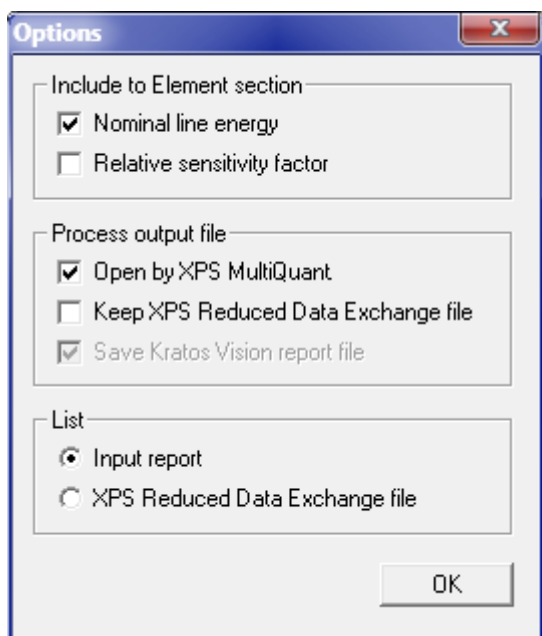 Options
Include to Element section
Nominal line energy
Relative sensitivity factor
Process output file
Open by XPS MultiQuant
Keep XPS Reduced Data Exchange file
Save Kratos Vision report file
List
Input report
XPS Reduced Data Exchange file
OK